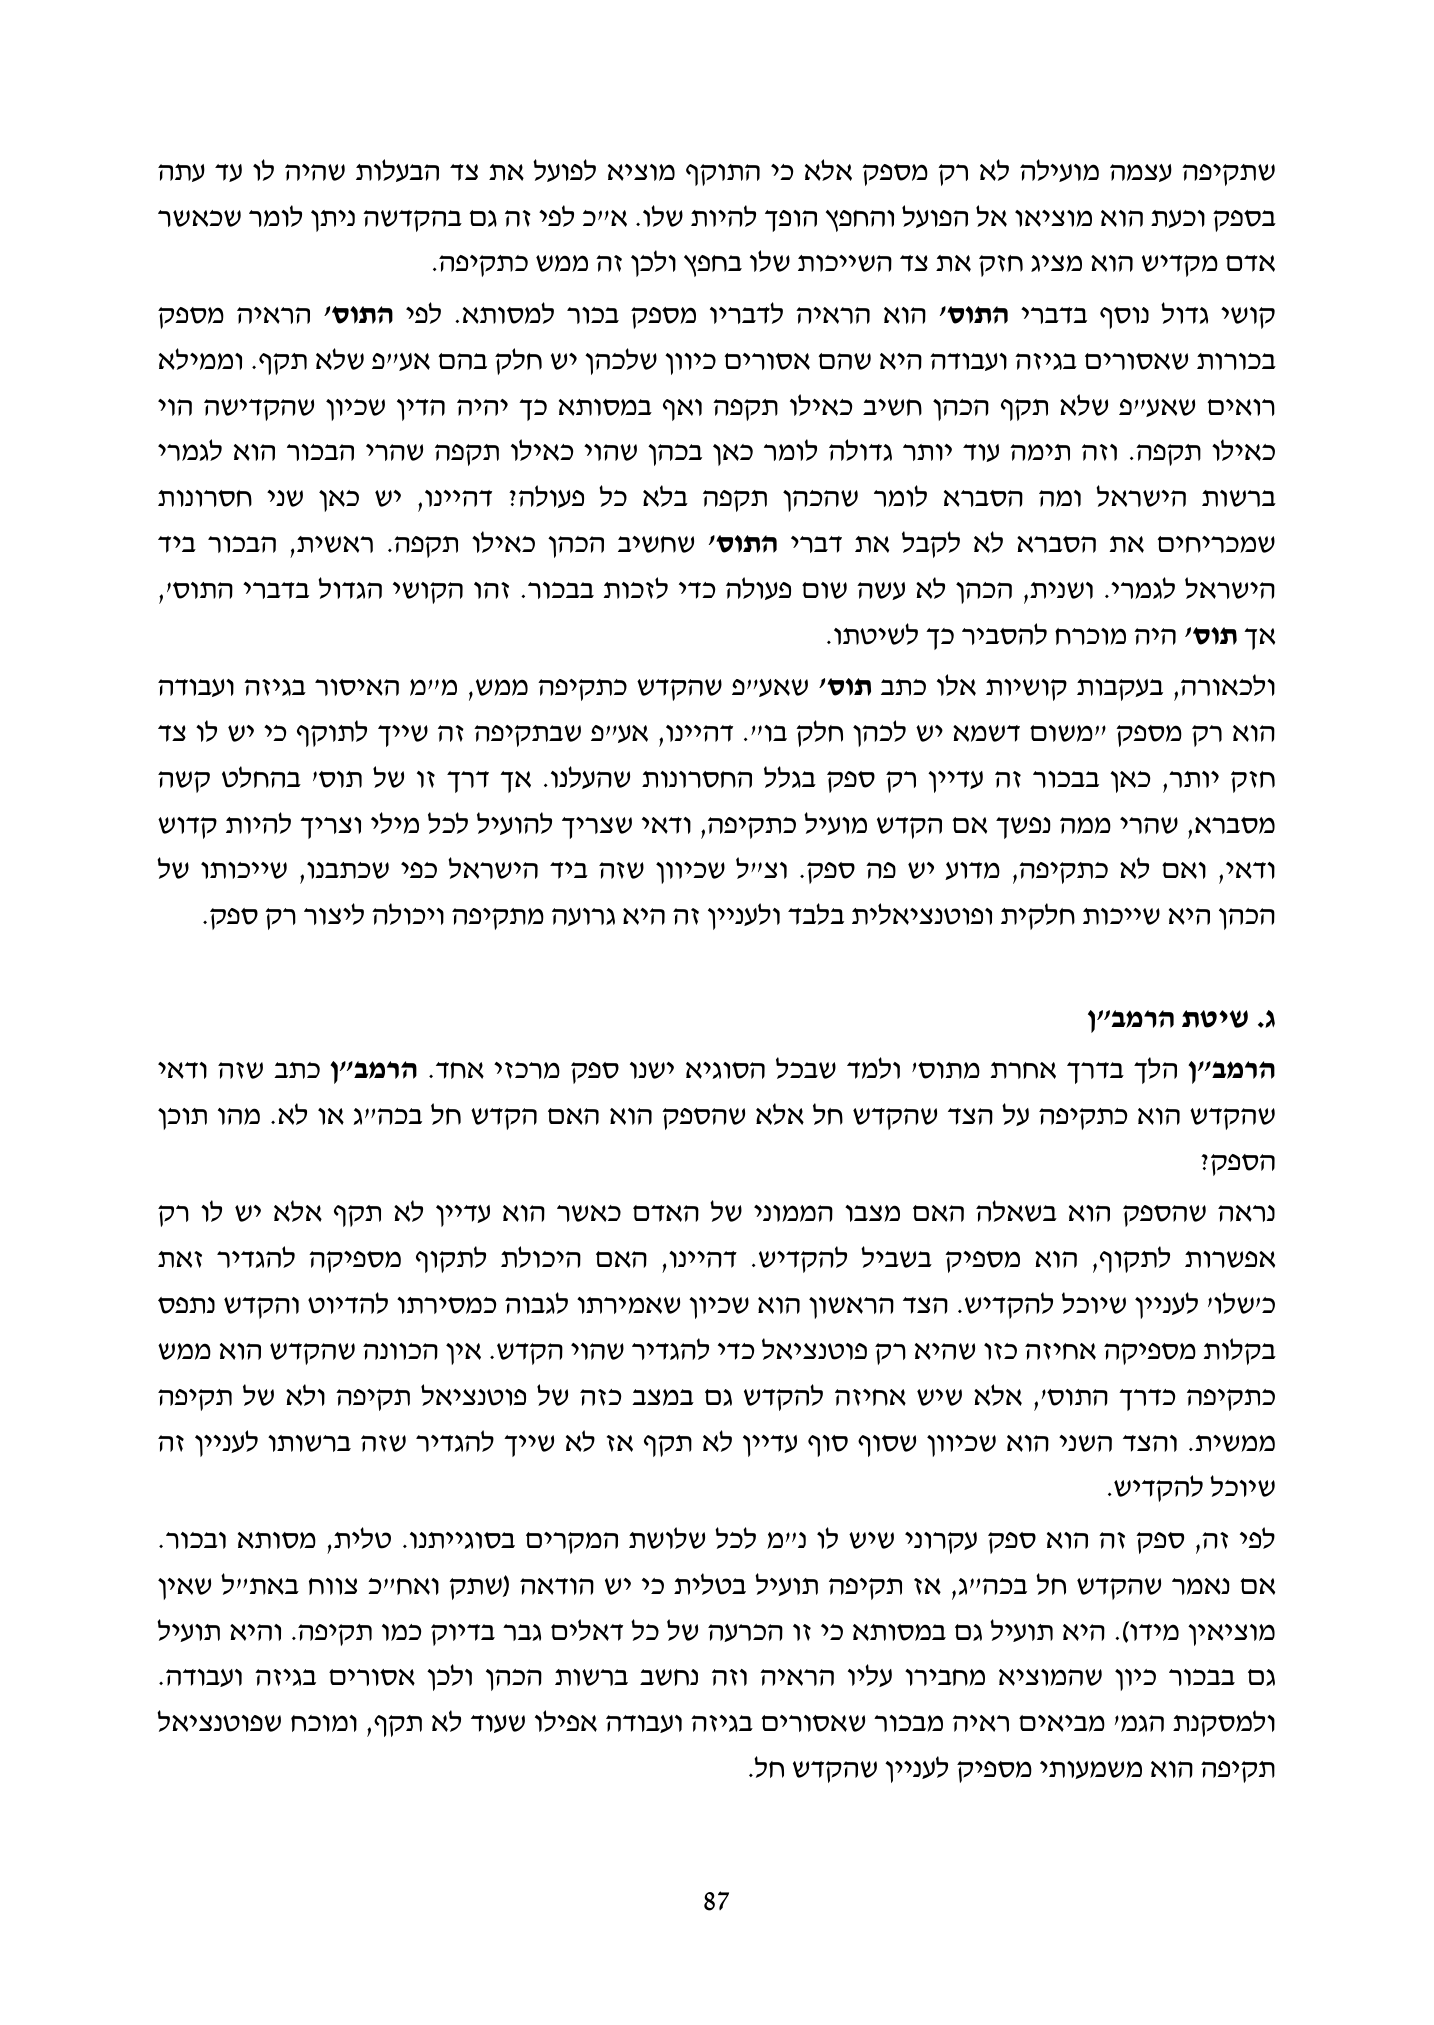 שתקיפה עצמה מועילה לא רק מספק אלא כי התוקף מוציא לפועל את צד הבעלות שהיה לו עד עתה
בספק וכעת הוא מוציאו אל הפועל והחפץ הופך להיות שלו. א״כ לפי זה גם בהקדשה ניתן לומר שכאשר
אדם מקדיש הוא מציג חזק את צד השייכות שלו בחפץ ולכן זה ממש כתקיפה.
קושי גדול נוסף בדברי התוס׳ הוא הראיה לדבריו מספק בכור למסותא. לפי התוס׳ הראיה מספק
בכורות שאסורים בגיזה ועבודה היא שהם אסורים כיוון שלכהן יש חלק בהם אע״פ שלא תקף. וממילא
רואים שאע״פ שלא תקף הכהן חשיב כאילו תקפה ואף במסותא כך יהיה הדין שכיון שהקדישה הוי
כאילו תקפה. וזה תימה עוד יותר גדולה לומר כאן בכהן שהוי כאילו תקפה שהרי הבכור הוא לגמרי
ברשות הישראל ומה הסברא לומר שהכהן תקפה בלא כל פעולה? דהיינו, יש כאן שני חסרונות
שמכריחים את הסברא לא לקבל את דברי התוס׳ שחשיב הכהן כאילו תקפה. ראשית, הבכור ביד
הישראל לגמרי. ושנית, הכהן לא עשה שום פעולה כדי לזכות בבכור. זהו הקושי הגדול בדברי התוס׳,
אך תוס׳ היה מוכרח להסביר כך לשיטתו.
ולכאורה, בעקבות קושיות אלו כתב תוס׳ שאע״פ שהקדש כתקיפה ממש, מ״מ האיסור בגיזה ועבודה
הוא רק מספק ״משום דשמא יש לכהן חלק בו״. דהיינו, אע״פ שבתקיפה זה שייך לתוקף כי יש לו צד
חזק יותר, כאן בבכור זה עדיין רק ספק בגלל החסרונות שהעלנו. אך דרך זו של תוס׳ בהחלט קשה
מסברא, שהרי ממה נפשך אם הקדש מועיל כתקיפה, ודאי שצריך להועיל לכל מילי וצריך להיות קדוש
ודאי, ואם לא כתקיפה, מדוע יש פה ספק. וצ״ל שכיוון שזה ביד הישראל כפי שכתבנו, שייכותו של
הכהן היא שייכות חלקית ופוטנציאלית בלבד ולעניין זה היא גרועה מתקיפה ויכולה ליצור רק ספק.
ג. שיטת הרמב״ן
הרמב״ן הלך בדרך אחרת מתוס׳ ולמד שבכל הסוגיא ישנו ספק מרכזי אחד. הרמב״ן כתב שזה ודאי
שהקדש הוא כתקיפה על הצד שהקדש חל אלא שהספק הוא האם הקדש חל בכה״ג או לא. מהו תוכן
הספק?
נראה שהספק הוא בשאלה האם מצבו הממוני של האדם כאשר הוא עדיין לא תקף אלא יש לו רק
אפשרות לתקוף, הוא מספיק בשביל להקדיש. דהיינו, האם היכולת לתקוף מספיקה להגדיר זאת
כ׳שלו׳ לעניין שיוכל להקדיש. הצד הראשון הוא שכיון שאמירתו לגבוה כמסירתו להדיוט והקדש נתפס
בקלות מספיקה אחיזה כזו שהיא רק פוטנציאל כדי להגדיר שהוי הקדש. אין הכוונה שהקדש הוא ממש
כתקיפה כדרך התוס׳, אלא שיש אחיזה להקדש גם במצב כזה של פוטנציאל תקיפה ולא של תקיפה
ממשית. והצד השני הוא שכיוון שסוף סוף עדיין לא תקף אז לא שייך להגדיר שזה ברשותו לעניין זה
שיוכל להקדיש.
לפי זה, ספק זה הוא ספק עקרוני שיש לו נ״מ לכל שלושת המקרים בסוגייתנו. טלית, מסותא ובכור.
אם נאמר שהקדש חל בכה״ג, אז תקיפה תועיל בטלית כי יש הודאה (שתק ואח״כ צווח באת״ל שאין
מוציאין מידו). היא תועיל גם במסותא כי זו הכרעה של כל דאלים גבר בדיוק כמו תקיפה. והיא תועיל
גם בבכור כיון שהמוציא מחבירו עליו הראיה וזה נחשב ברשות הכהן ולכן אסורים בגיזה ועבודה.
ולמסקנת הגמ׳ מביאים ראיה מבכור שאסורים בגיזה ועבודה אפילו שעוד לא תקף, ומוכח שפוטנציאל
תקיפה הוא משמעותי מספיק לעניין שהקדש חל.
87